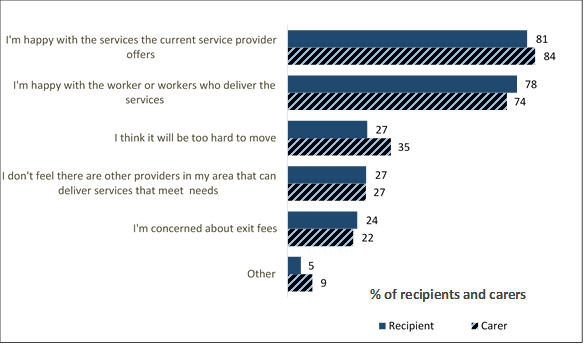 I'm happy with the services the current service provider
offers
81
84
I'm happy with the worker or workers who deliver the
services
78
74
I think it will be too hard to move
27
35
I don't feel there are other providers in my area that can
deliver services that meet  needs
27
27
I'm concerned about exit fees
24
22
Other
5
9
% of recipients and carers
Recipient
Carer